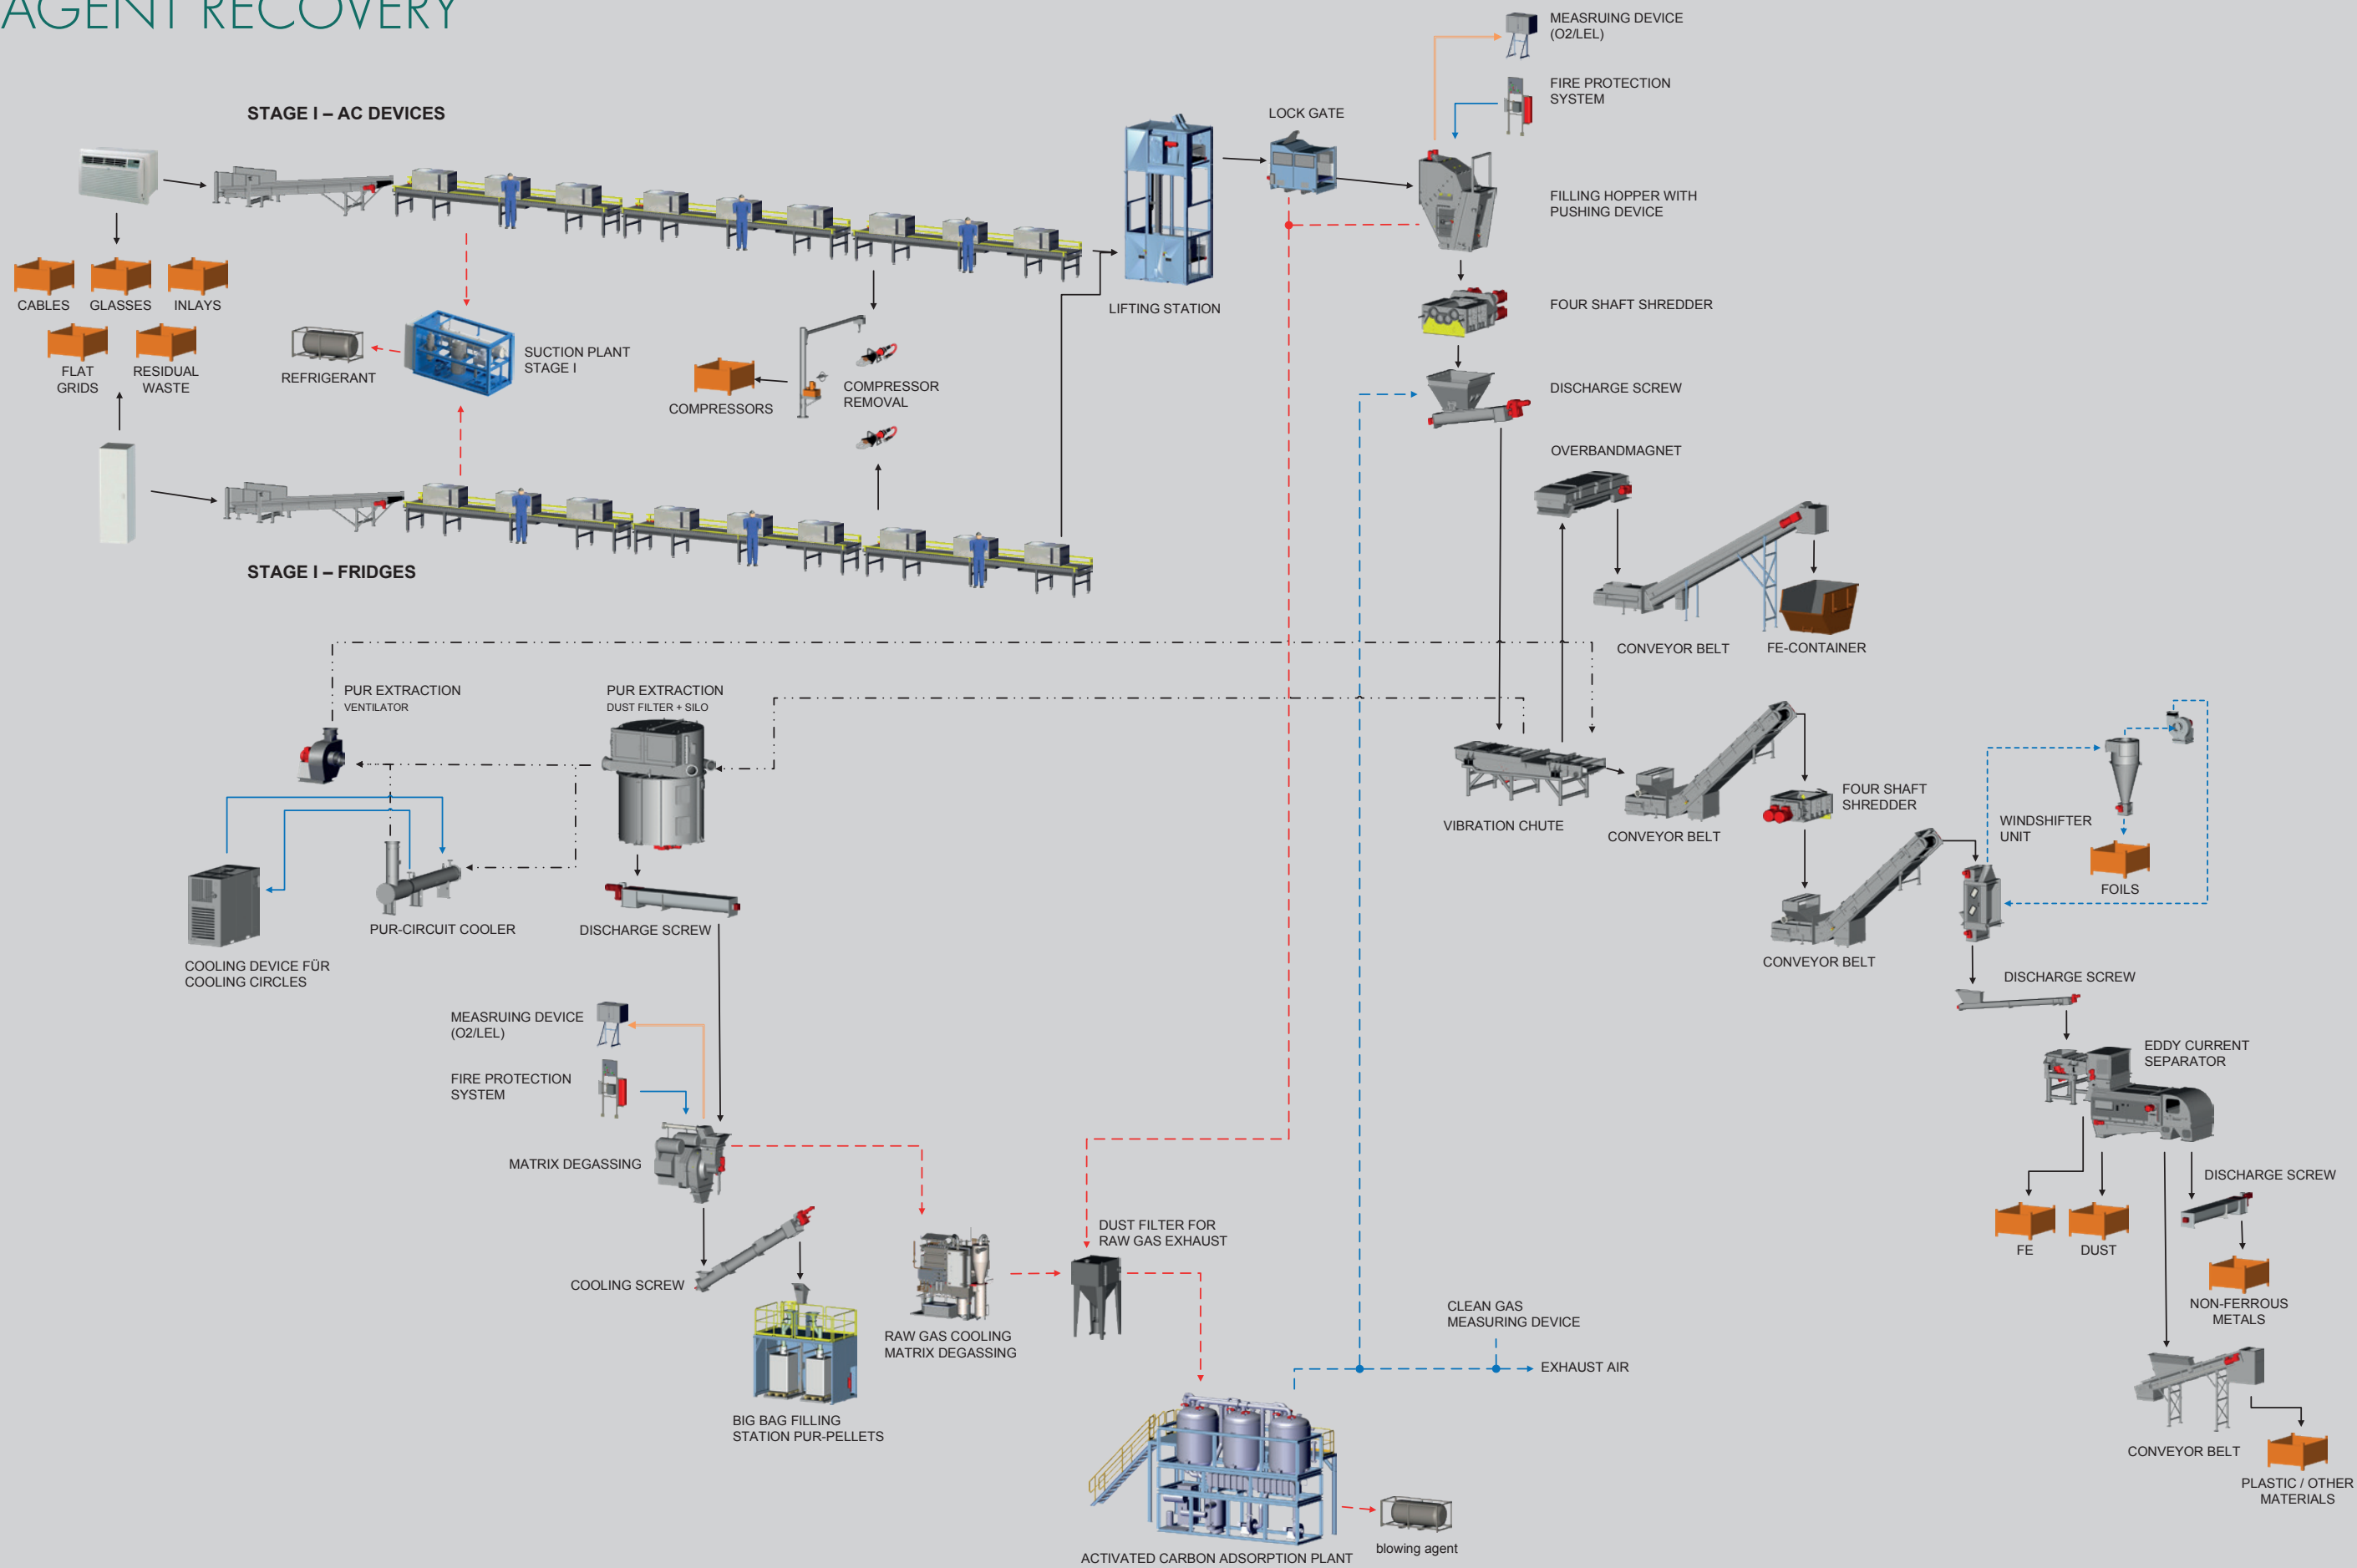 AGENT RECOVERY
MEASRUING DEVICE
(O2/LEL)
FIRE PROTECTION
SYSTEM
STAGE I – AC DEVICES
LOCK GATE
FILLING HOPPER WITH
PUSHING DEVICE
CABLES
GLASSES
INLAYS
LIFTING STATION
FOUR SHAFT SHREDDER
FLAT
GRIDS
RESIDUAL
WASTE
REFRIGERANT
SUCTION PLANT
STAGE I
COMPRESSORS
COMPRESSOR
REMOVAL
DISCHARGE SCREW
OVERBANDMAGNET
STAGE I – FRIDGES
CONVEYOR BELT
FE-CONTAINER
PUR EXTRACTION
VENTILATOR
PUR EXTRACTION
DUST FILTER + SILO
VIBRATION CHUTE
CONVEYOR BELT
FOUR SHAFT
SHREDDER
WINDSHIFTER
UNIT
FOILS
PUR-CIRCUIT COOLER
DISCHARGE SCREW
COOLING DEVICE FÜR
COOLING CIRCLES
CONVEYOR BELT
DISCHARGE SCREW
MEASRUING DEVICE
(O2/LEL)
FIRE PROTECTION
SYSTEM
EDDY CURRENT
SEPARATOR
MATRIX DEGASSING
DISCHARGE SCREW
DUST FILTER FOR
RAW GAS EXHAUST
FE
DUST
COOLING SCREW
NON-FERROUS
METALS
RAW GAS COOLING
MATRIX DEGASSING
CLEAN GAS
MEASURING DEVICE
EXHAUST AIR
BIG BAG FILLING
STATION PUR-PELLETS
CONVEYOR BELT
PLASTIC / OTHER
MATERIALS
ACTIVATED CARBON ADSORPTION PLANT
blowing agent